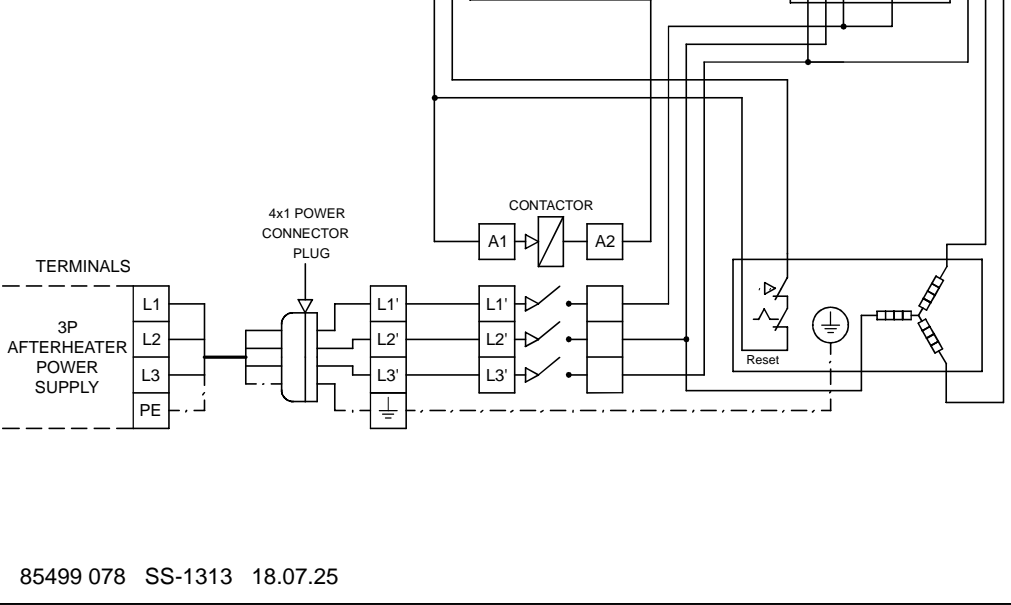 CONTACTOR
A1
A2
4x1 POWER
CONNECTOR
PLUG
TERMINALS
3P
AFTERHEATER
POWER
SUPPLY
L1
L2
L3
PE
L1'
L2'
L3'
L1'
L2'
L3'
Reset
85499 078 SS-1313 18.07.25